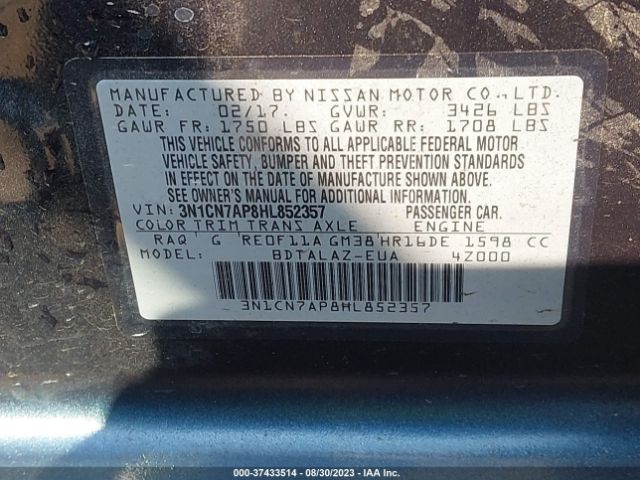 MANUFACTURED BY NISSAN MOTOR CO., LTD.
DATE: 02/17. GVWR: 3426 LBS
GAWR FR: 1750 LBS GAWR RR: 1708 LBS
THIS VEHICLE CONFORMS TO ALL APPLICABLE FEDERAL MOTOR
VEHICLE SAFETY, BUMPER AND THEFT PREVENTION STANDARDS
IN EFFECT ON THE DATE OF MANUFACTURE SHOWN ABOVE.
SEE OWNER'S MANUAL FOR ADDITIONAL INFORMATION.
VIN: 3N1CN7AP8HL852357 PASSENGER CAR.
COLOR TRIM TRANS AXLE ENGINE
RAQ G RE0F11A GM38 HR16DE 1598 CC
MODEL: BDTALAZ-EUA 4Z000
3N1CN7AP8HL852357
000-37433514 - 08/30/2023 - IAA Inc.